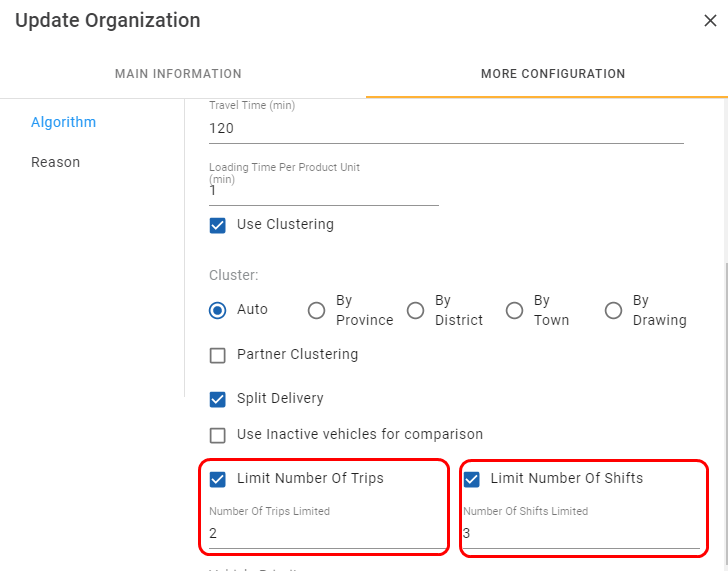 Update Organization
MAIN INFORMATION
MORE CONFIGURATION
Algorithm
Reason
Travel Time (min)
120
Loading Time Per Product Unit
(min)
1
Use Clustering
Cluster:
Auto
By
Province
By
District
By
Town
By
Drawing
Partner Clustering
Split Delivery
Use Inactive vehicles for comparison
Limit Number Of Trips
Limit Number Of Shifts
Number Of Trips Limited
Number Of Shifts Limited
2
3